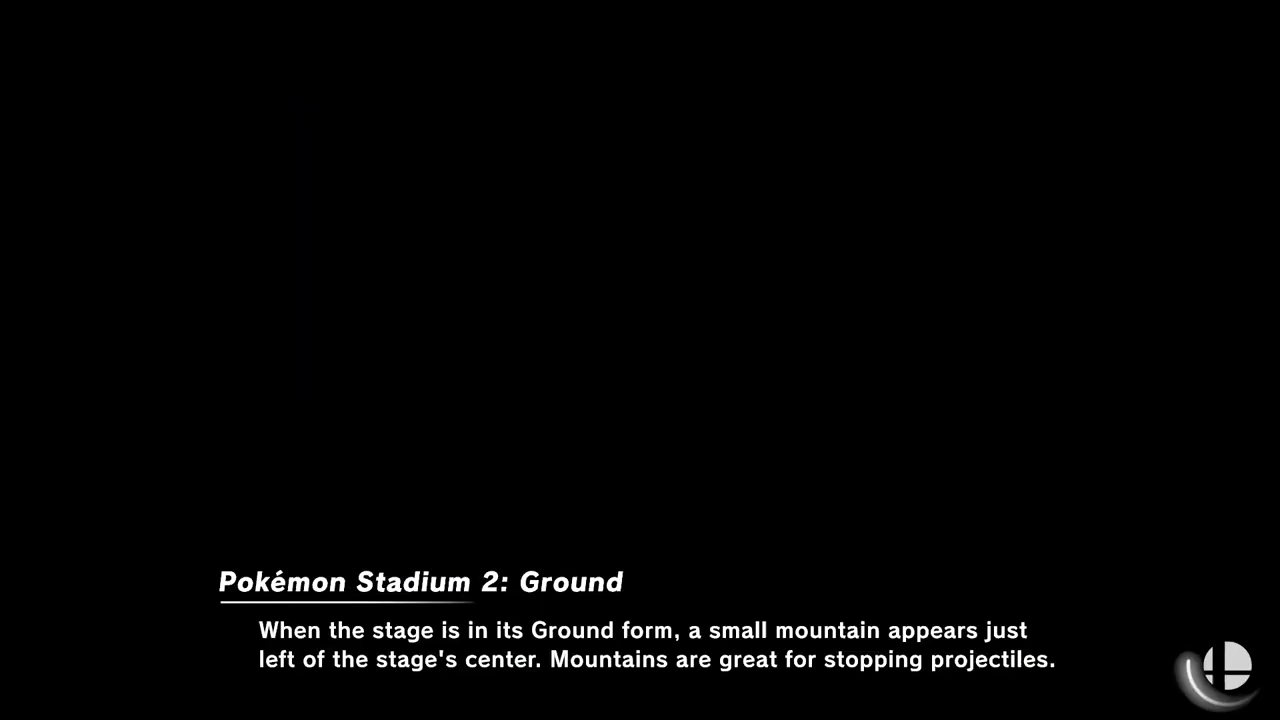 Pokémon Stadium 2: Ground
When the stage is in its Ground form, a small mountain appears just
left of the stage's center. Mountains are great for stopping projectiles.